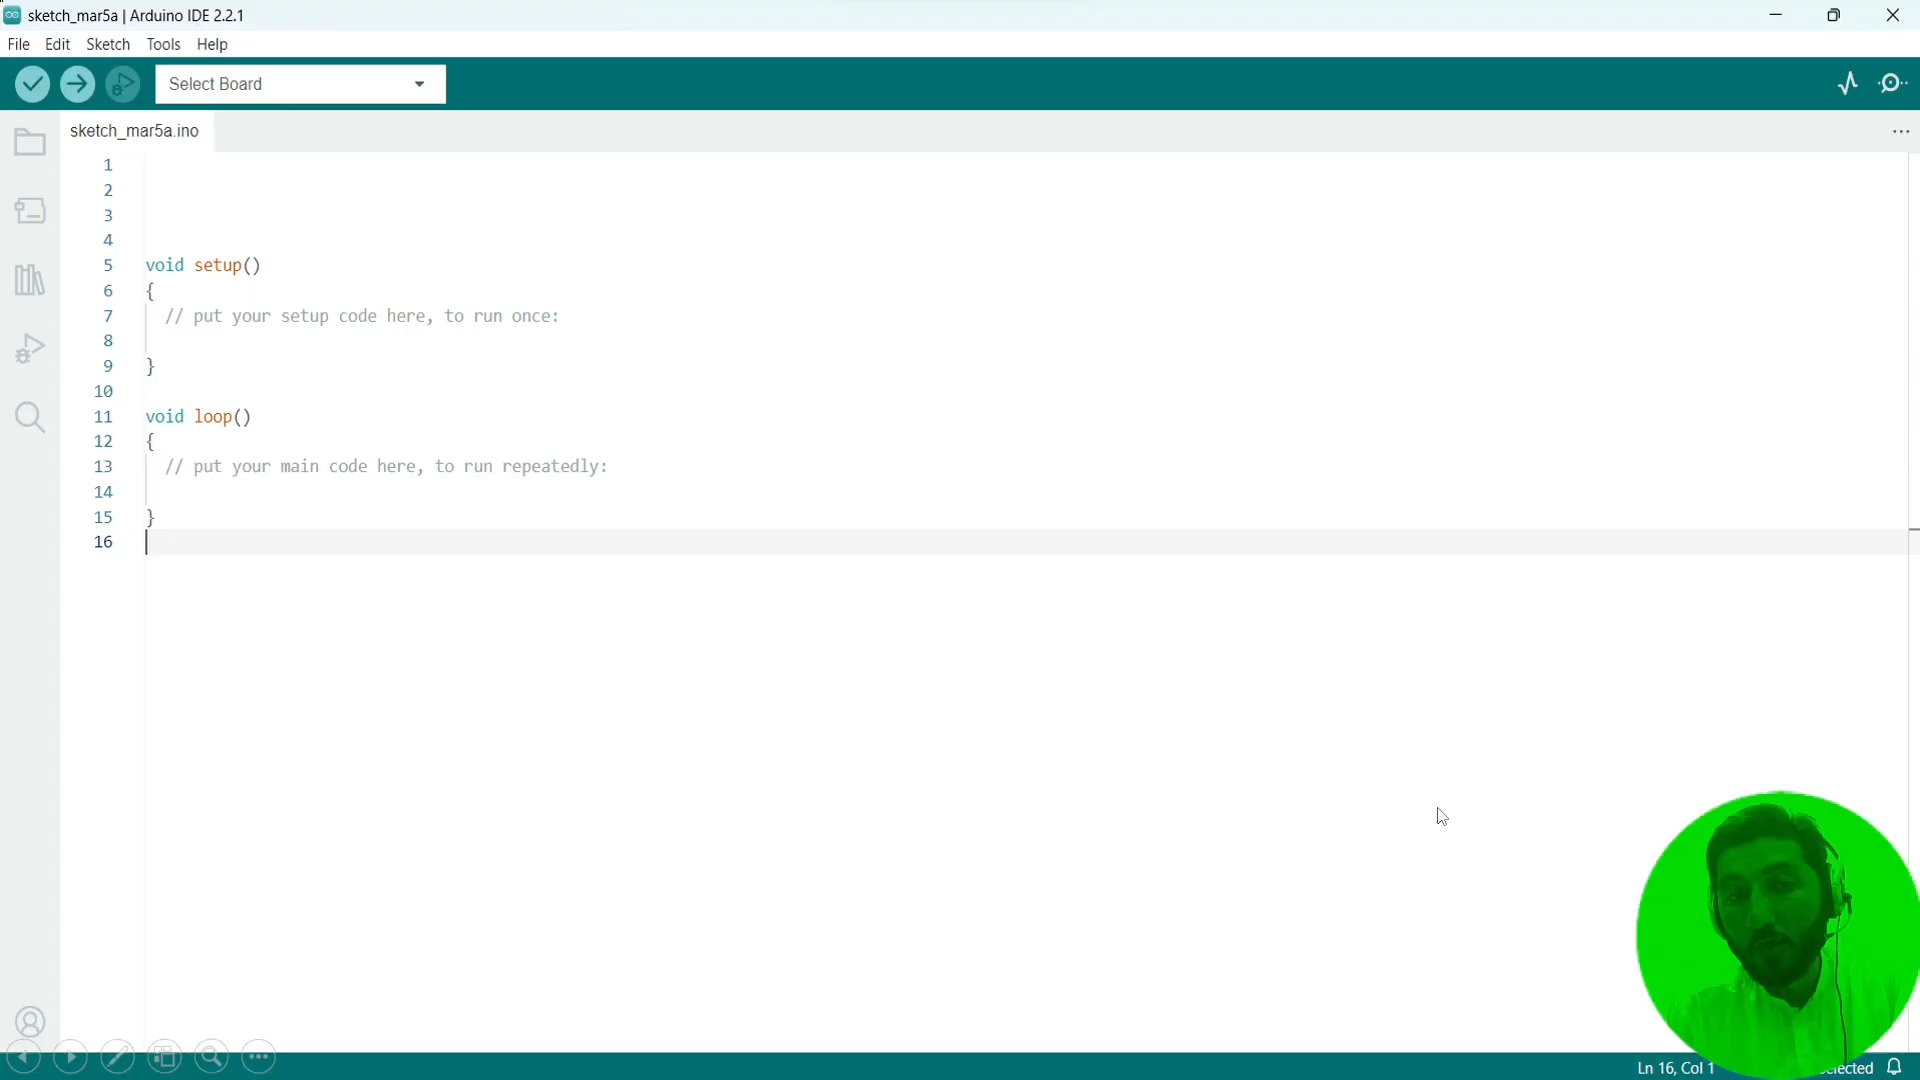 sketch_mar5a | Arduino IDE 2.2.1
File Edit Sketch Tools Help
Select Board
sketch_mar5a.ino
1
2
3
4
5 void setup()
6 {
7 // put your setup code here, to run once:
8
9 }
10
11 void loop()
12 {
13 // put your main code here, to run repeatedly:
14
15 }
16
Ln 16, Col 1